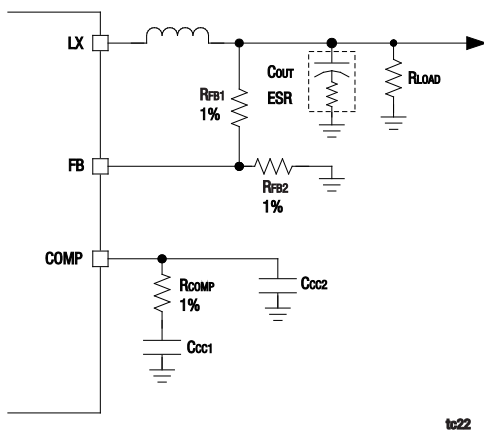 LX
COUT
ESR
RLOAD
RFB1
1%
FB
RFB2
1%
COMP
RCOMP
1%
CCC2
CCC1
tc22